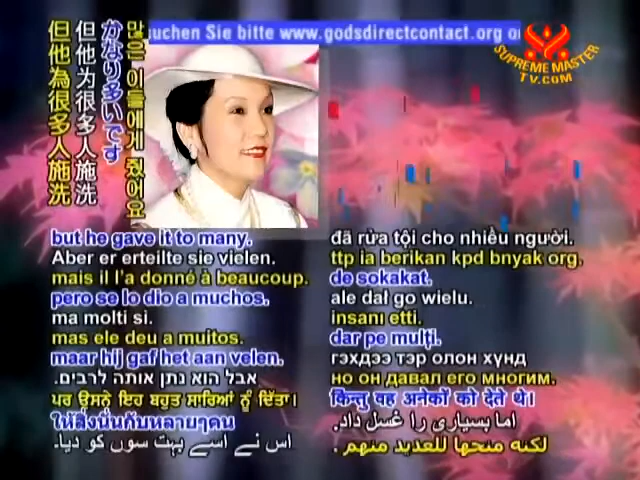 uchen Sie bitte www.godsdirectcontact.org o
SUPREME MASTER
TV.COM
많은 이들에게 줬어요
かなり多いです
但他为很多人施洗
但他為很多人施洗
but he gave it to many.
Aber er erteilte sie vielen.
mais il l'a donné à beaucoup.
pero se lo dio a muchos.
ma molti si.
mas ele deu a muitos.
maar hij gaf het aan velen.
אבל הוא נתן אותה לרבים.
ਪਰ ਉਸਨੇ ਇਹ ਬਹੁਤ ਸਾਰਿਆਂ ਨੂੰ ਦਿੱਤਾ।
ให้สิ่งนั้นกับหลายๆคน
اس نے اسے بہت سوں کو دیا۔
đã rửa tội cho nhiều người.
ttp ia berikan kpd bnyak org.
de sokakat.
ale dał go wielu.
insanı etti.
dar pe mulţi.
гэхдээ тэр олон хүнд
но он давал его многим.
किन्तु वह अनेकों को देते थे।
اما بسیاری را غسل داد.
لكنه منحها للعديد منهم.